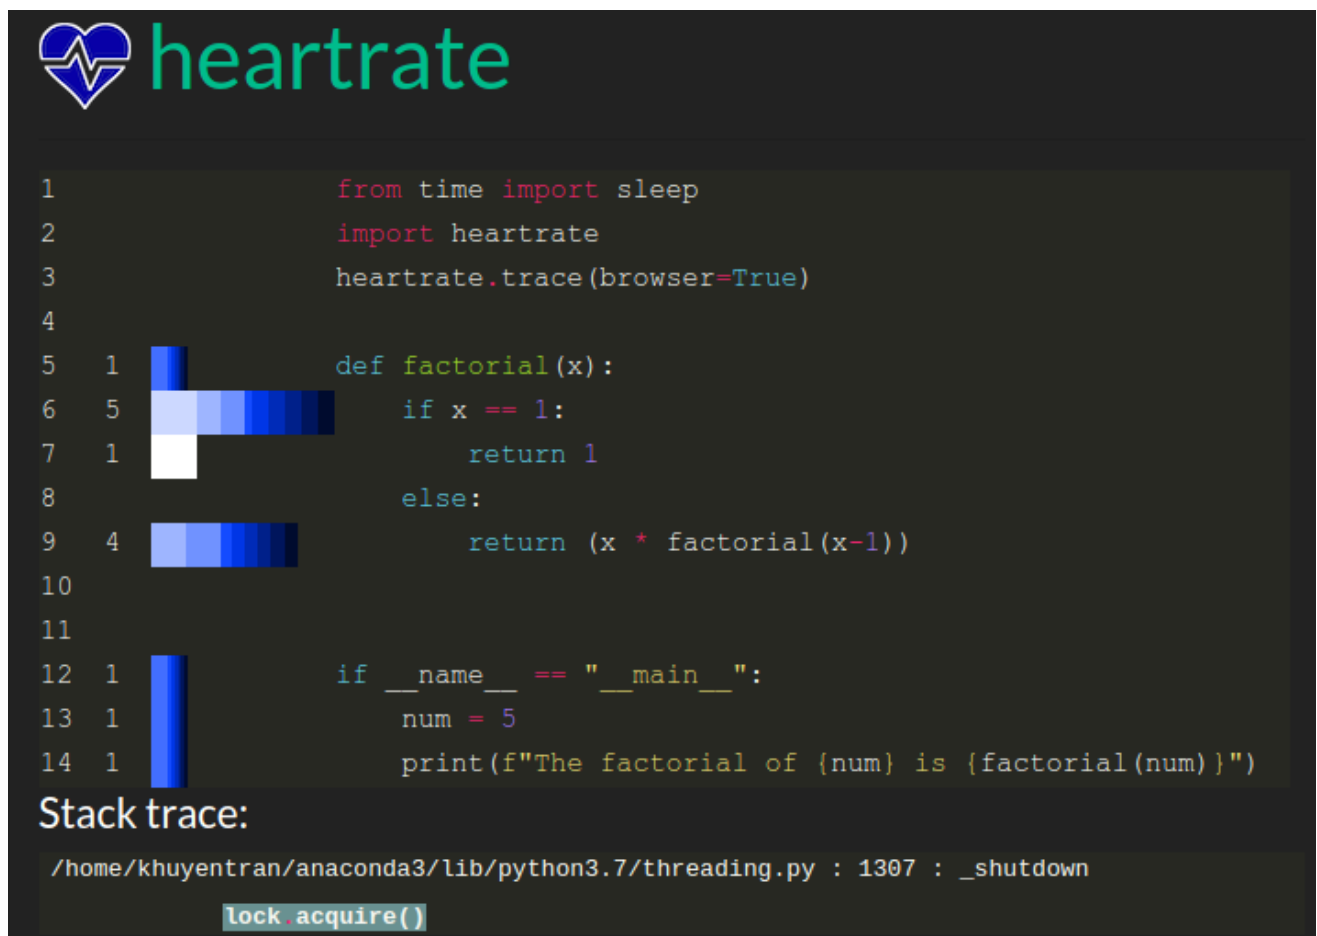 heartrate
1 from time import sleep
2 import heartrate
3 heartrate.trace(browser=True)
4
5 1 def factorial(x):
6 5     if x == 1:
7 1         return 1
8     else:
9 4         return (x * factorial(x-1))
10
11
12 1 if __name__ == "__main__":
13 1     num = 5
14 1     print(f"The factorial of {num} is {factorial(num)}")
Stack trace:
/home/khuyentran/anaconda3/lib/python3.7/threading.py : 1307 : _shutdown
lock.acquire()